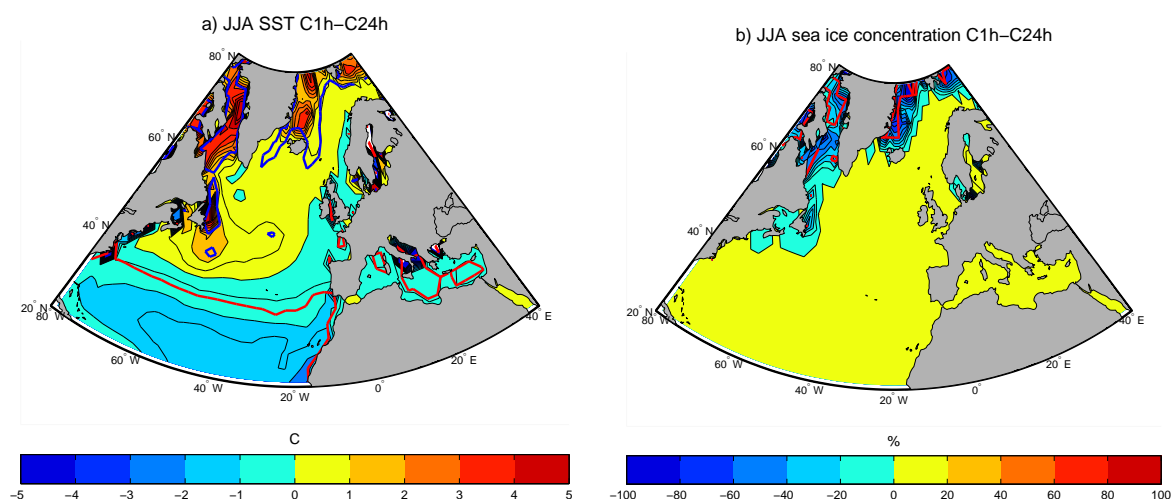 a) JJA SST C1h−C24h
80° N
60° N
40° N
20° N
80° W
60° W
40° W
20° W
0°
20° E
40° E
C
−5 −4 −3 −2 −1 0 1 2 3 4 5
b) JJA sea ice concentration C1h−C24h
80° N
60° N
40° N
20° N
80° W
60° W
40° W
20° W
0°
20° E
40° E
%
−100 −80 −60 −40 −20 0 20 40 60 80 100